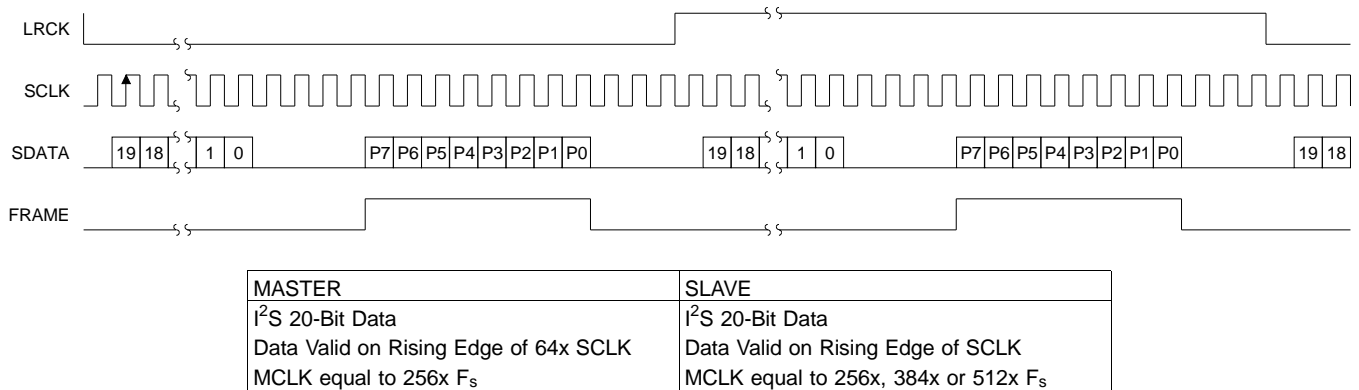 LRCK
SCLK
SDATA 19 18 1 0 P7 P6 P5 P4 P3 P2 P1 P0 19 18 1 0 P7 P6 P5 P4 P3 P2 P1 P0 19 18
FRAME
MASTER SLAVE
I²S 20-Bit Data I²S 20-Bit Data
Data Valid on Rising Edge of 64x SCLK Data Valid on Rising Edge of SCLK
MCLK equal to 256x Fₛ MCLK equal to 256x, 384x or 512x Fₛ